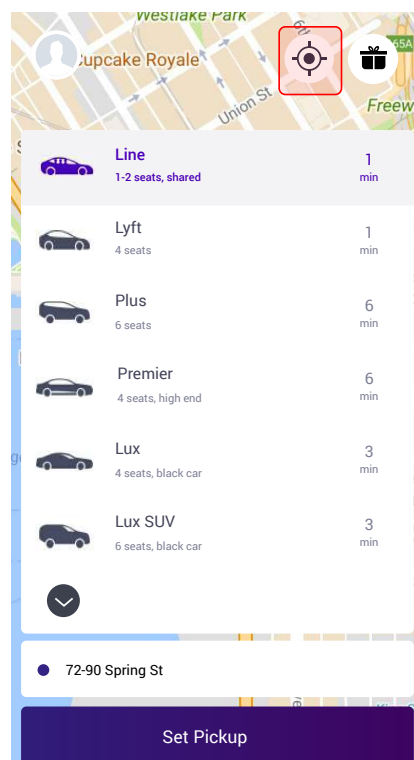 Westlake Park
Cupcake Royale
65A
Union St
Freew
Line
1-2 seats, shared
1
min
Lyft
4 seats
1
min
Plus
6 seats
6
min
Premier
4 seats, high end
6
min
Lux
4 seats, black car
3
min
Lux SUV
6 seats, black car
3
min
72-90 Spring St
Set Pickup